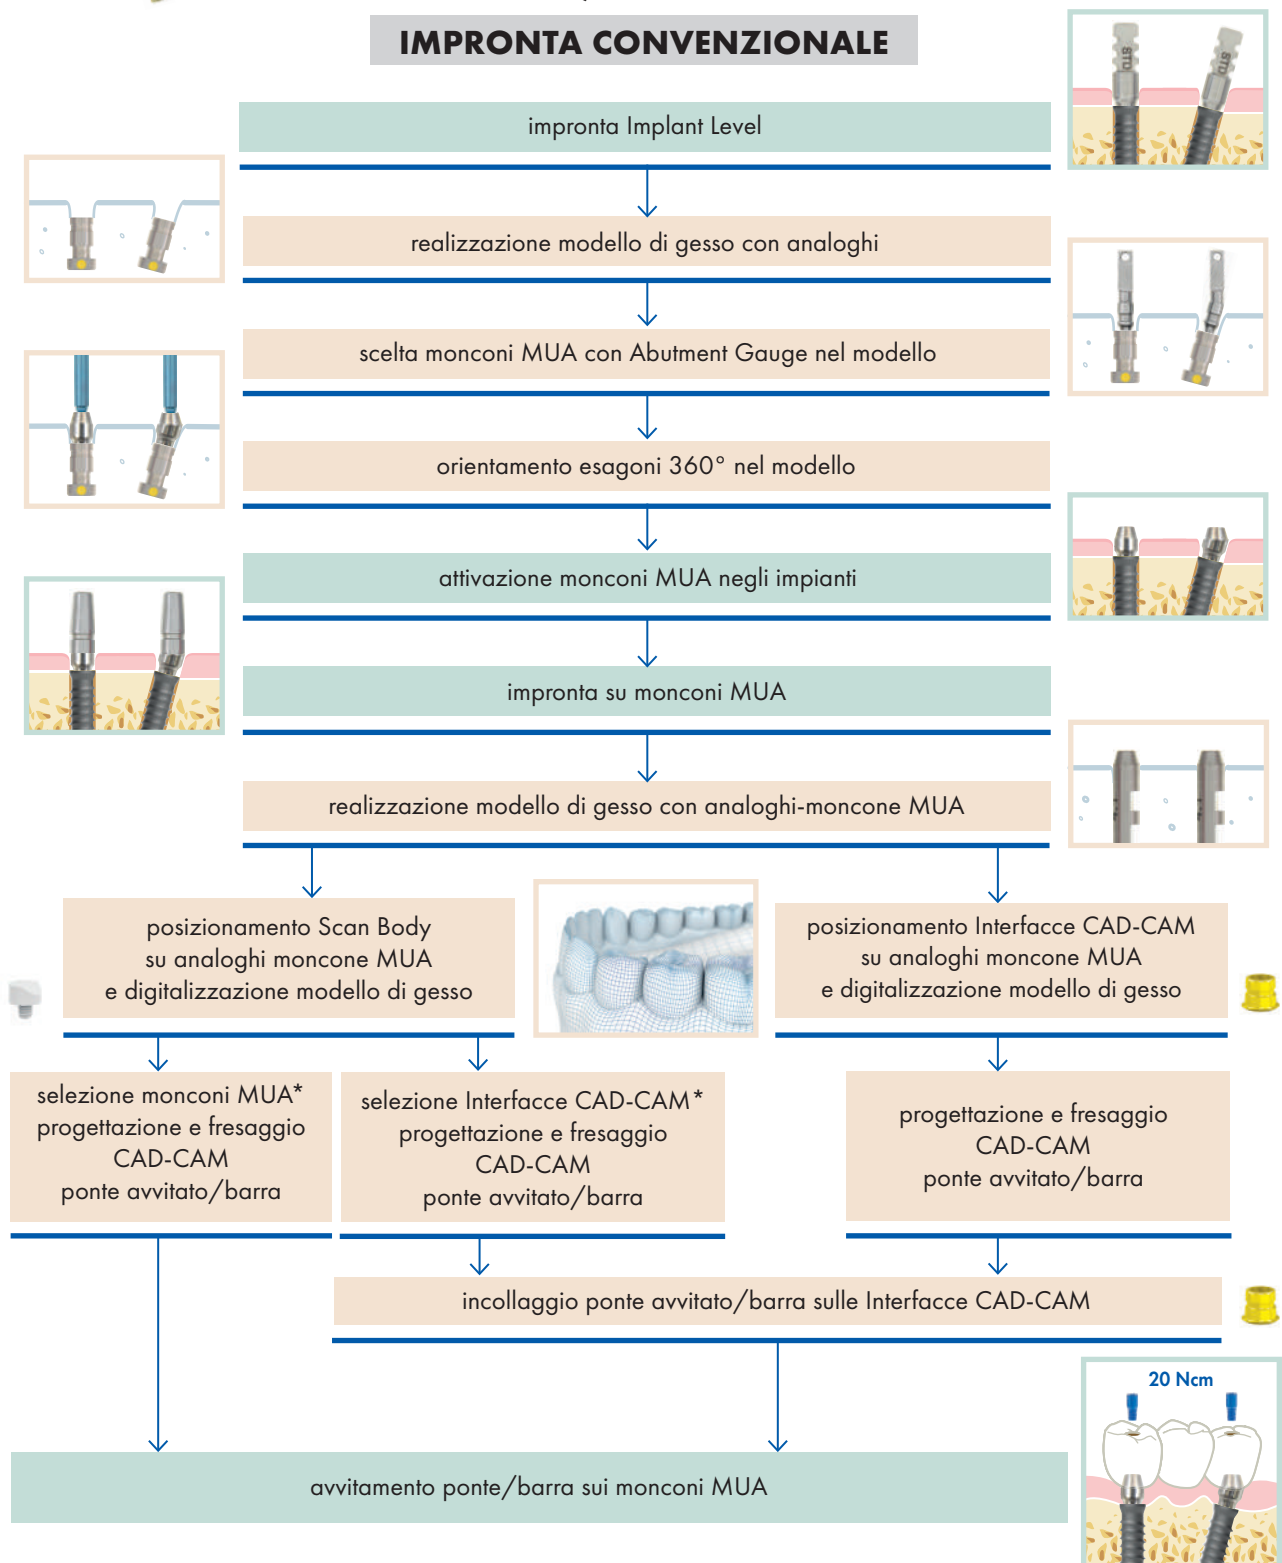 IMPRONTA CONVENZIONALE
STD
STD
impronta Implant Level
realizzazione modello di gesso con analoghi
scelta monconi MUA con Abutment Gauge nel modello
orientamento esagoni 360° nel modello
attivazione monconi MUA negli impianti
impronta su monconi MUA
realizzazione modello di gesso con analoghi-moncone MUA
posizionamento Scan Body
su analoghi moncone MUA
e digitalizzazione modello di gesso
posizionamento Interfacce CAD-CAM
su analoghi moncone MUA
e digitalizzazione modello di gesso
selezione monconi MUA*
progettazione e fresaggio
CAD-CAM
ponte avvitato/barra
selezione Interfacce CAD-CAM*
progettazione e fresaggio
CAD-CAM
ponte avvitato/barra
progettazione e fresaggio
CAD-CAM
ponte avvitato/barra
incollaggio ponte avvitato/barra sulle Interfacce CAD-CAM
20 Ncm
avvitamento ponte/barra sui monconi MUA